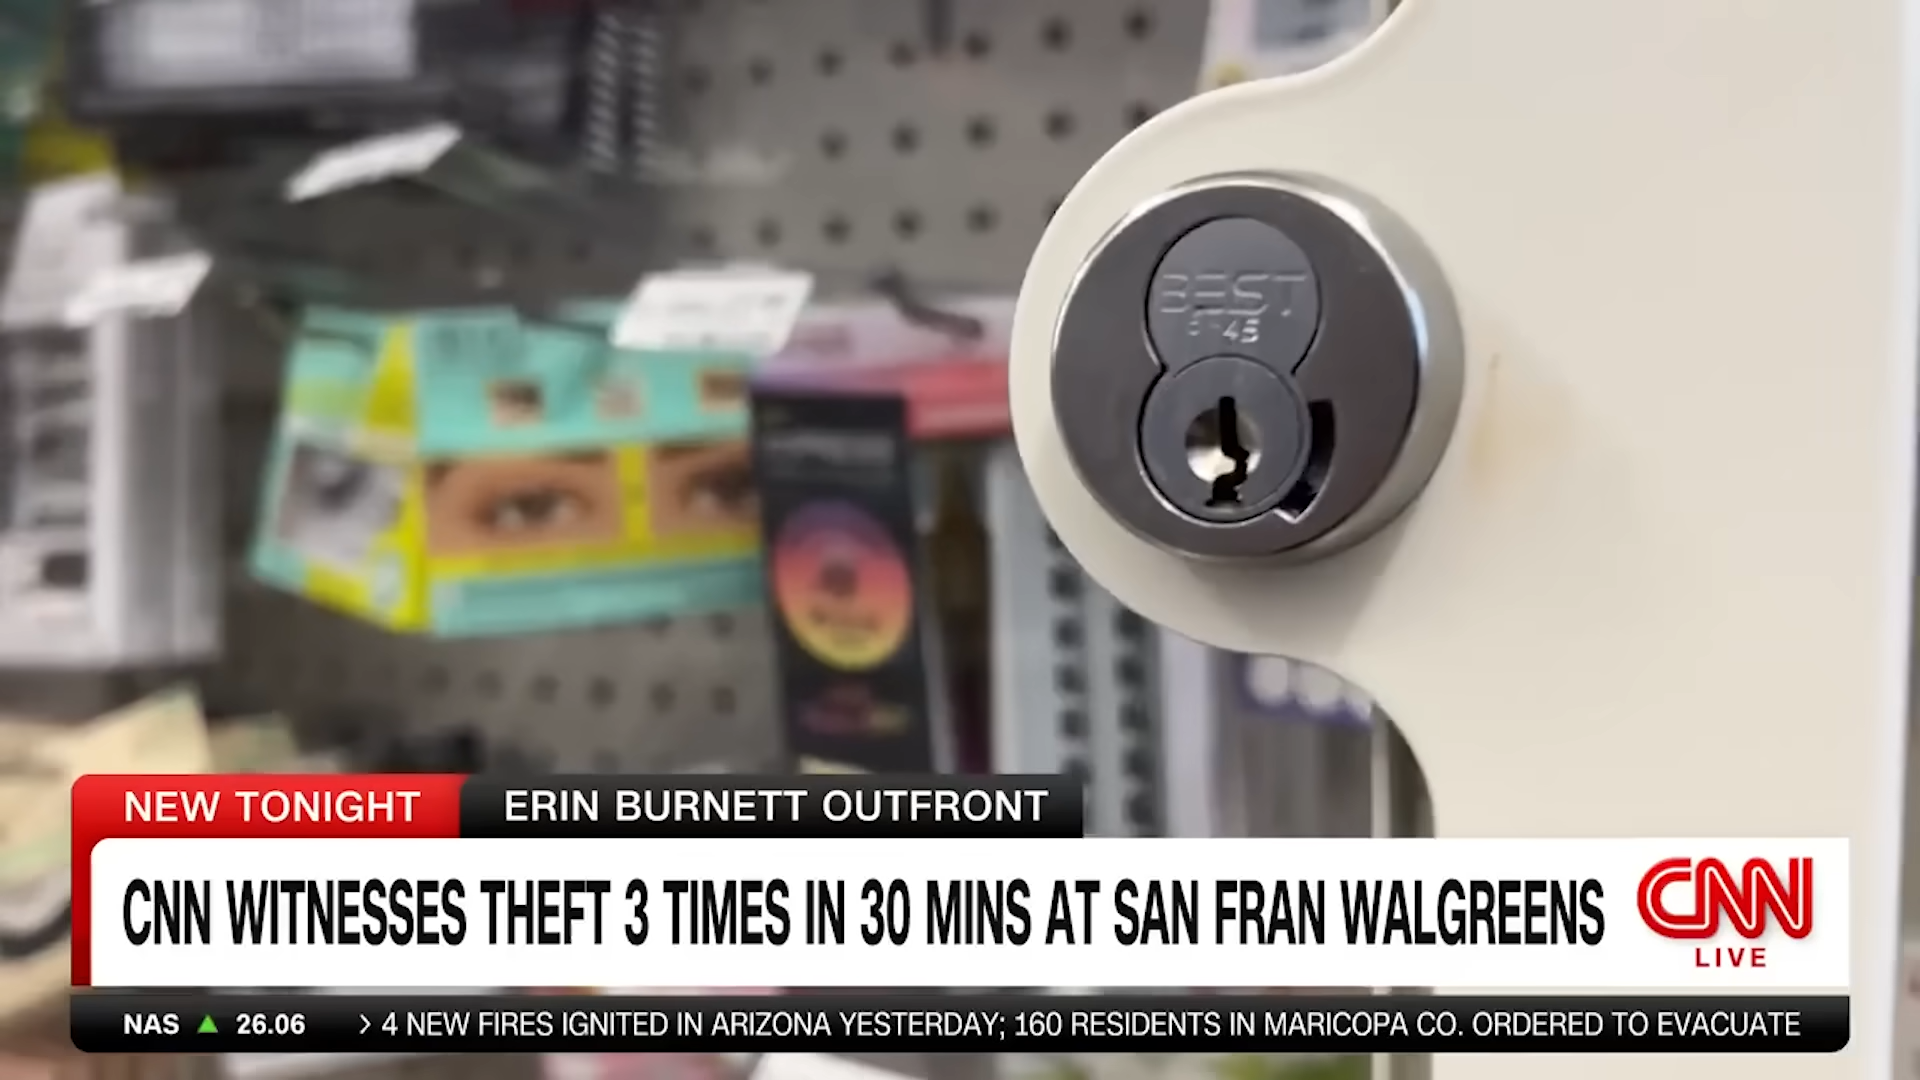 BEST
NEW TONIGHT
ERIN BURNETT OUTFRONT
CNN WITNESSES THEFT 3 TIMES IN 30 MINS AT SAN FRAN WALGREENS
CNN
LIVE
NAS ▲ 26.06 > 4 NEW FIRES IGNITED IN ARIZONA YESTERDAY; 160 RESIDENTS IN MARICOPA CO. ORDERED TO EVACUATE